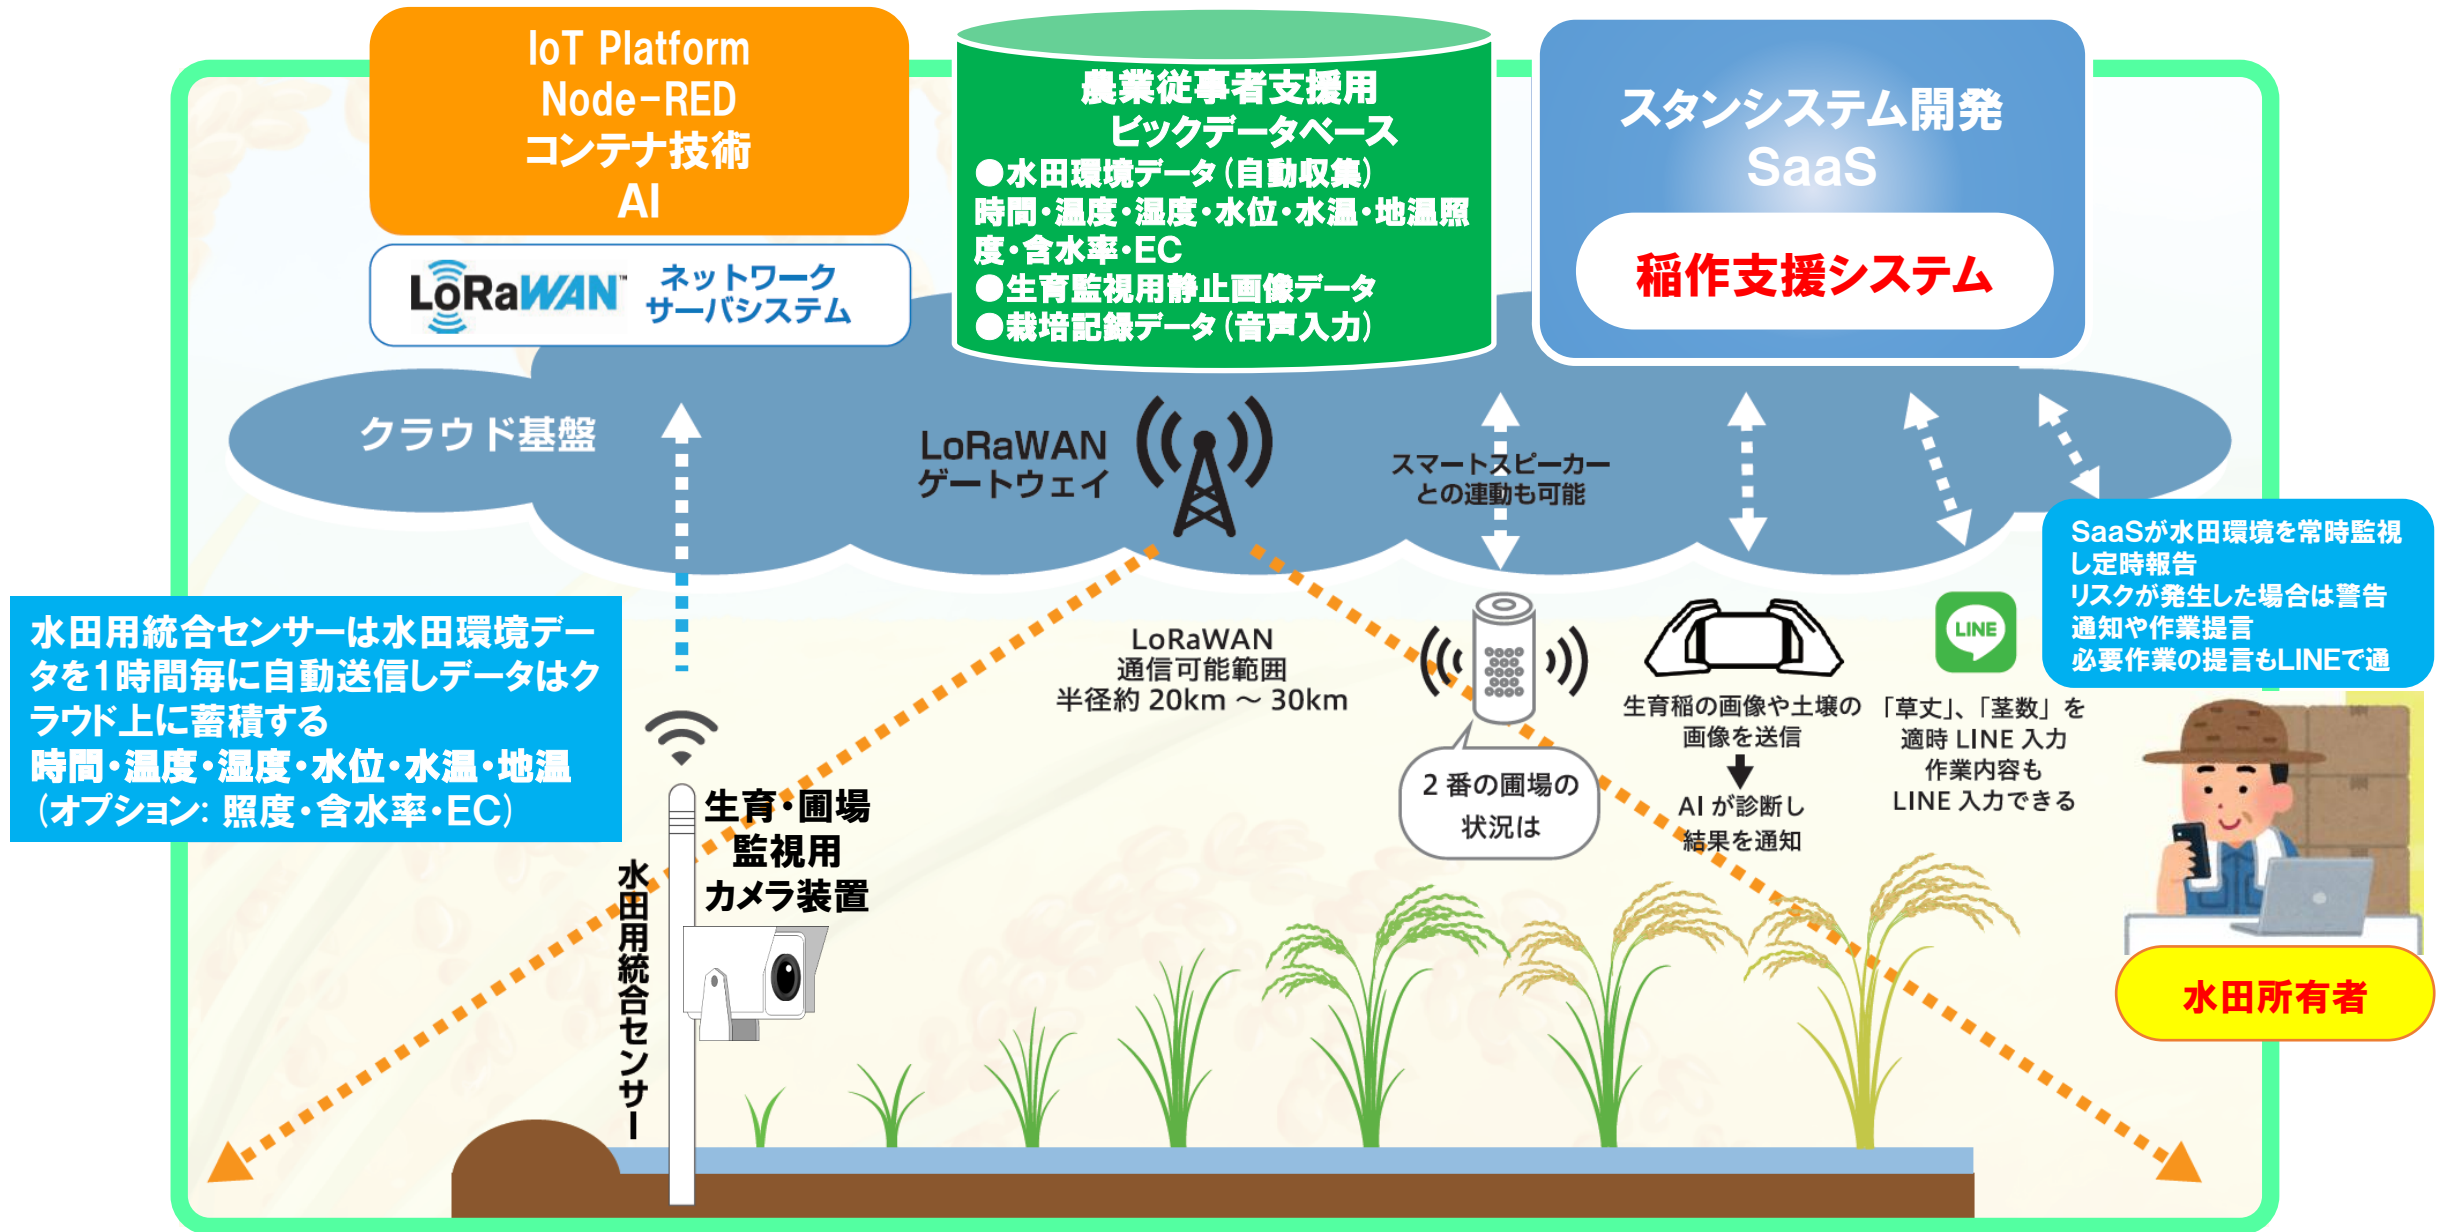 IoT Platform
Node-RED
コンテナ技術
AI
LoRaWAN™
ネットワーク
サーバシステム
農業従事者支援用
ビックデータベース
●水田環境データ(自動収集)
時間・温度・湿度・水位・水温・地温照
度・含水率・EC
●生育監視用静止画像データ
●栽培記録データ(音声入力)
スタンシステム開発
SaaS
稲作支援システム
クラウド基盤
LoRaWAN
ゲートウェイ
スマートスピーカー
との連動も可能
SaaSが水田環境を常時監視
し定時報告
リスクが発生した場合は警告
通知や作業提言
必要作業の提言もLINEで通
水田用統合センサーは水田環境デー
タを1時間毎に自動送信しデータはク
ラウド上に蓄積する
時間・温度・湿度・水位・水温・地温
(オプション: 照度・含水率・EC)
LoRaWAN
通信可能範囲
半径約 20km ～ 30km
2 番の圃場の
状況は
生育稲の画像や土壌の
画像を送信
AI が診断し
結果を通知
LINE
「草丈」、「茎数」を
適時 LINE 入力
作業内容も
LINE 入力できる
生育・圃場
監視用
カメラ装置
水田用統合センサー
水田所有者